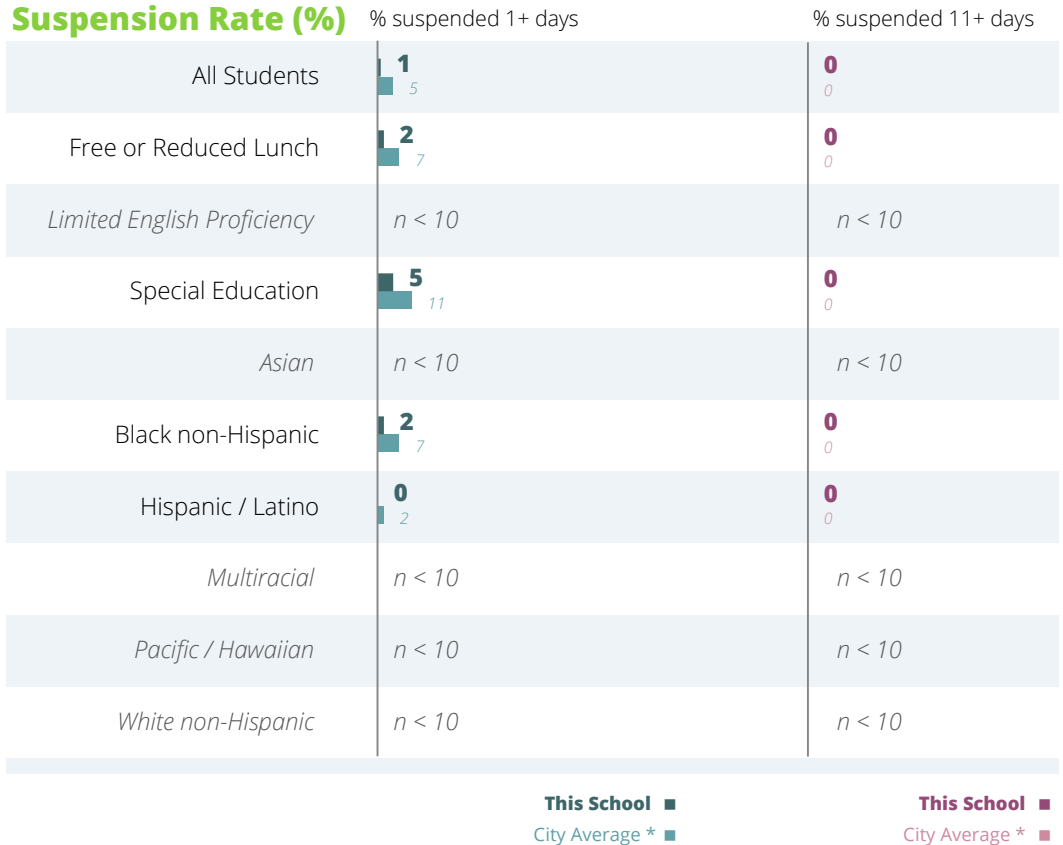 Suspension Rate (%) % suspended 1+ days % suspended 11+ days
All Students 1 0
5 0
Free or Reduced Lunch 2 0
7 0
Limited English Proficiency n < 10 n < 10
Special Education 5 0
11 0
Asian n < 10 n < 10
Black non-Hispanic 2 0
7 0
Hispanic / Latino 0 0
2 0
Multiracial n < 10 n < 10
Pacific / Hawaiian n < 10 n < 10
White non-Hispanic n < 10 n < 10
This School This School
City Average * City Average *